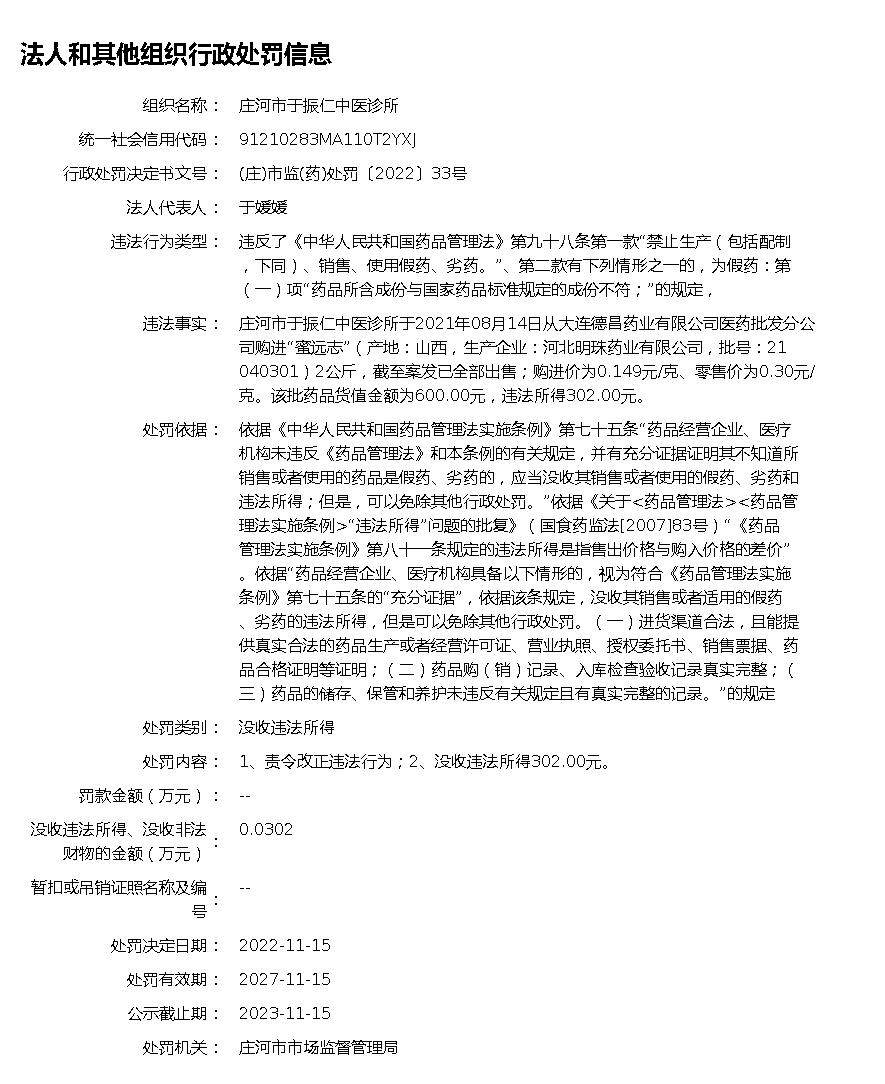 法人和其他组织行政处罚信息
组织名称： 庄河市于振仁中医诊所
统一社会信用代码： 91210283MA110T2YXJ
行政处罚决定书文号： (庄)市监(药)处罚〔2022〕33号
法人代表人： 于媛媛
违法行为类型： 违反了《中华人民共和国药品管理法》第九十八条第一款“禁止生产（包括配制
，下同）、销售、使用假药、劣药。”、第二款有下列情形之一的，为假药：第
（一）项“药品所含成份与国家药品标准规定的成份不符；”的规定，
违法事实： 庄河市于振仁中医诊所于2021年08月14日从大连德昌药业有限公司医药批发分公
司购进“蜜远志”（产地：山西，生产企业：河北明珠药业有限公司，批号：21
040301）2公斤，截至案发已全部出售；购进价为0.149元/克、零售价为0.30元/
克。该批药品货值金额为600.00元，违法所得302.00元。
处罚依据： 依据《中华人民共和国药品管理法实施条例》第七十五条“药品经营企业、医疗
机构未违反《药品管理法》和本条例的有关规定，并有充分证据证明其不知道所
销售或者使用的药品是假药、劣药的，应当没收其销售或者使用的假药、劣药和
违法所得；但是，可以免除其他行政处罚。”依据《关于<药品管理法><药品管
理法实施条例>“违法所得”问题的批复》（国食药监法[2007]83号）“《药品
管理法实施条例》第八十一条规定的违法所得是指售出价格与购入价格的差价”
。依据“药品经营企业、医疗机构具备以下情形的，视为符合《药品管理法实施
条例》第七十五条的“充分证据”，依据该条规定，没收其销售或者适用的假药
、劣药的违法所得，但是可以免除其他行政处罚。（一）进货渠道合法，且能提
供真实合法的药品生产或者经营许可证、营业执照、授权委托书、销售票据、药
品合格证明等证明；（二）药品购（销）记录、入库检查验收记录真实完整；（
三）药品的储存、保管和养护未违反有关规定且有真实完整的记录。”的规定
处罚类别： 没收违法所得
处罚内容： 1、责令改正违法行为；2、没收违法所得302.00元。
罚款金额（万元）： --
没收违法所得、没收非法
财物的金额（万元）： 0.0302
暂扣或吊销证照名称及编
号： --
处罚决定日期： 2022-11-15
处罚有效期： 2027-11-15
公示截止期： 2023-11-15
处罚机关： 庄河市市场监督管理局